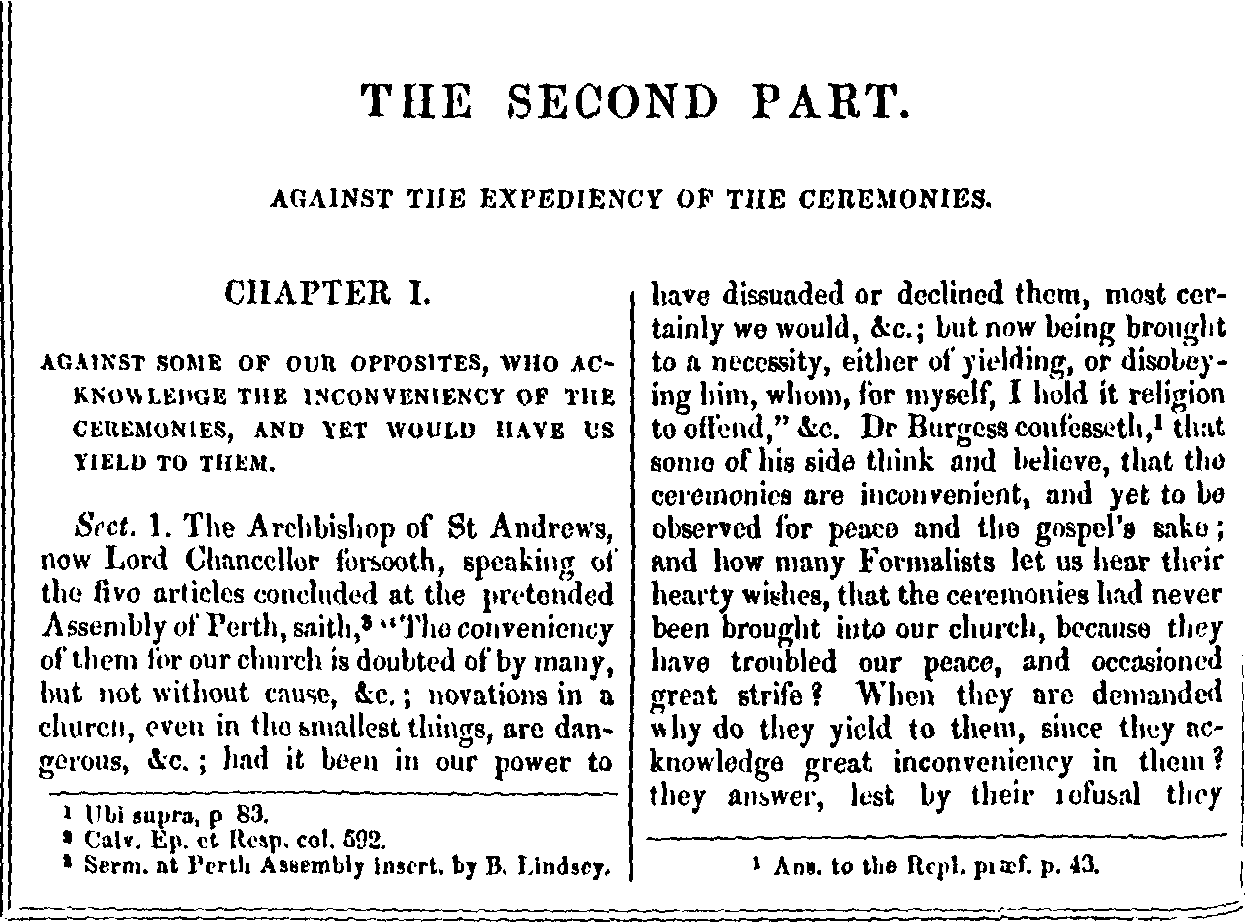 THE SECOND PART.
AGAINST THE EXPEDIENCY OF THE CEREMONIES.
CHAPTER I.
AGAINST SOME OF OUR OPPOSITES, WHO AC-
KNOWLEDGE THE INCONVENIENCY OF THE
CEREMONIES, AND YET WOULD HAVE US
YIELD TO THEM.
Sect. 1. The Archbishop of St Andrews,
now Lord Chancellor forsooth, speaking of
the five articles concluded at the pretended
Assembly of Perth, saith,³ "The conveniency
of them for our church is doubted of by many,
but not without cause, &c.; novations in a
church, even in the smallest things, are dan-
gerous, &c.; had it been in our power to
¹ Ubi supra, p 83.
² Calv. Ep. et Resp. col. 592.
³ Serm. at Perth Assembly insert. by B. Lindsey.
have dissuaded or declined them, most cer-
tainly we would, &c.; but now being brought
to a necessity, either of yielding, or disobey-
ing him, whom, for myself, I hold it religion
to offend," &c. Dr Burgess confesseth,¹ that
some of his side think and believe, that the
ceremonies are inconvenient, and yet to be
observed for peace and the gospel's sake;
and how many Formalists let us hear their
hearty wishes, that the ceremonies had never
been brought into our church, because they
have troubled our peace, and occasioned
great strife? When they are demanded
why do they yield to them, since they ac-
knowledge great inconveniency in them?
they answer, lest by their refusal they
¹ Ans. to the Repl. præf. p. 43.